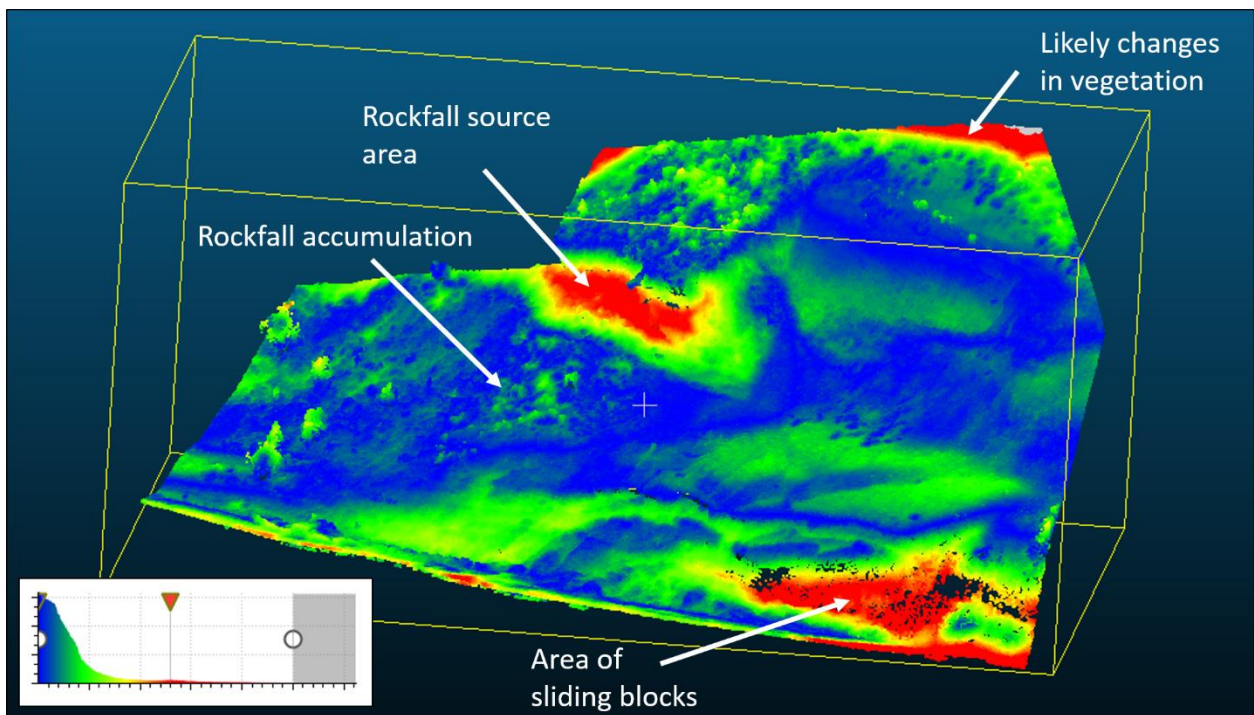 Likely changes
in vegetation
Rockfall source
area
Rockfall accumulation
Area of
sliding blocks